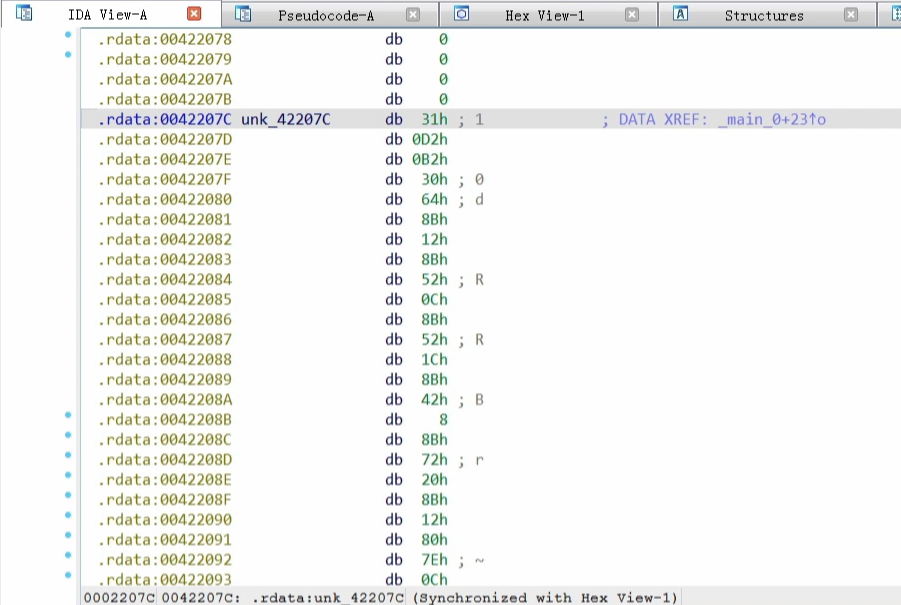 IDA View-A Pseudocode-A Hex View-1 Structures
.rdata:00422078 db 0
.rdata:00422079 db 0
.rdata:0042207A db 0
.rdata:0042207B db 0
.rdata:0042207C unk_42207C db 31h ; 1 ; DATA XREF: _main_0+23↑o
.rdata:0042207D db 0D2h
.rdata:0042207E db 0B2h
.rdata:0042207F db 30h ; 0
.rdata:00422080 db 64h ; d
.rdata:00422081 db 8Bh
.rdata:00422082 db 12h
.rdata:00422083 db 8Bh
.rdata:00422084 db 52h ; R
.rdata:00422085 db 0Ch
.rdata:00422086 db 8Bh
.rdata:00422087 db 52h ; R
.rdata:00422088 db 1Ch
.rdata:00422089 db 8Bh
.rdata:0042208A db 42h ; B
.rdata:0042208B db 8
.rdata:0042208C db 8Bh
.rdata:0042208D db 72h ; r
.rdata:0042208E db 20h
.rdata:0042208F db 8Bh
.rdata:00422090 db 12h
.rdata:00422091 db 80h
.rdata:00422092 db 7Eh ; ~
.rdata:00422093 db 0Ch
0002207C 0042207C: .rdata:unk_42207C (Synchronized with Hex View-1)